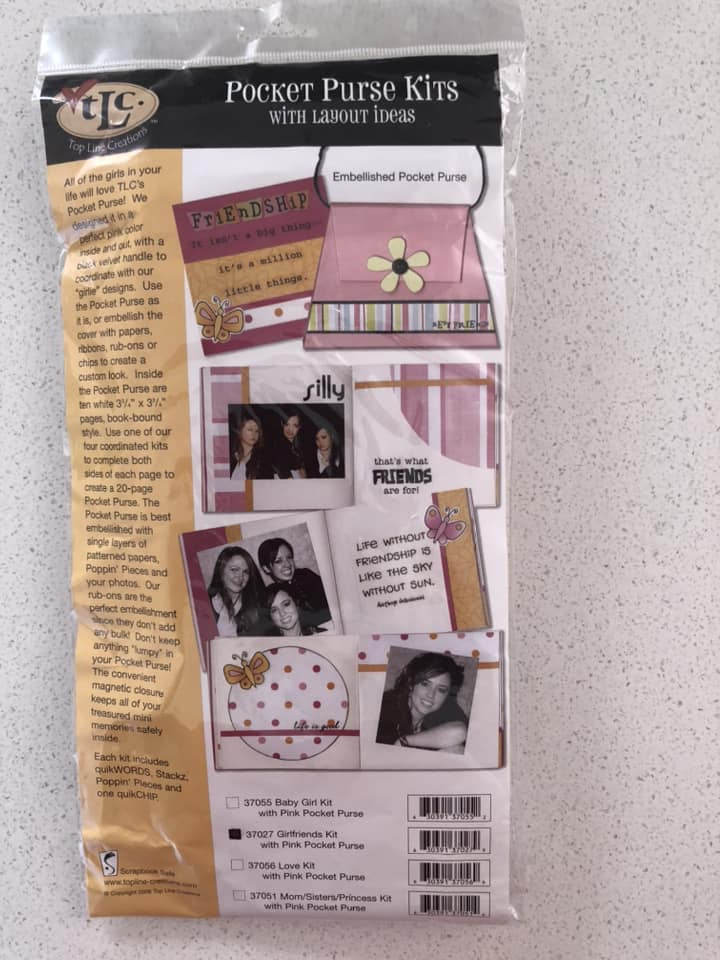 tLc.
Top Line Creations
POCKET PURSE KITS
WITH LAYOUT IDEAS
All of the girls in your
life will love TLC's
Pocket Purse! We
designed it in a
perfect pink color
inside and out, with a
black velvet handle to
coordinate with our
"girlie" designs. Use
the Pocket Purse as
it is, or embellish the
cover with papers,
ribbons, rub-ons or
chips to create a
custom look. Inside
the Pocket Purse are
ten white 3¾" x 3¾"
pages, book-bound
style. Use one of our
four coordinated kits
to complete both
sides of each page to
create a 20-page
Pocket Purse. The
Pocket Purse is best
embellished with
single layers of
patterned papers,
Poppin' Pieces and
your photos. Our
rub-ons are the
perfect embellishment
since they don't add
any bulk! Don't keep
anything "lumpy" in
your Pocket Purse!
The convenient
magnetic closure
keeps all of your
treasured mini
memories safely
inside.
Each kit includes
quikWORDS, Stackz,
Poppin' Pieces and
one quikCHIP.
Scrapbook Safe
www.topline-creations.com
Embellished Pocket Purse
FRiEnDSHiP
It isn't a big thing
it's a million
little things.
silly
that's what
FRIENDS
are for!
LIFE WITHOUT
FRIENDSHIP IS
LIKE THE SKY
WITHOUT SUN.
life is good
37055 Baby Girl Kit
with Pink Pocket Purse
37027 Girlfriends Kit
with Pink Pocket Purse
37056 Love Kit
with Pink Pocket Purse
37051 Mom/Sisters/Princess Kit
with Pink Pocket Purse